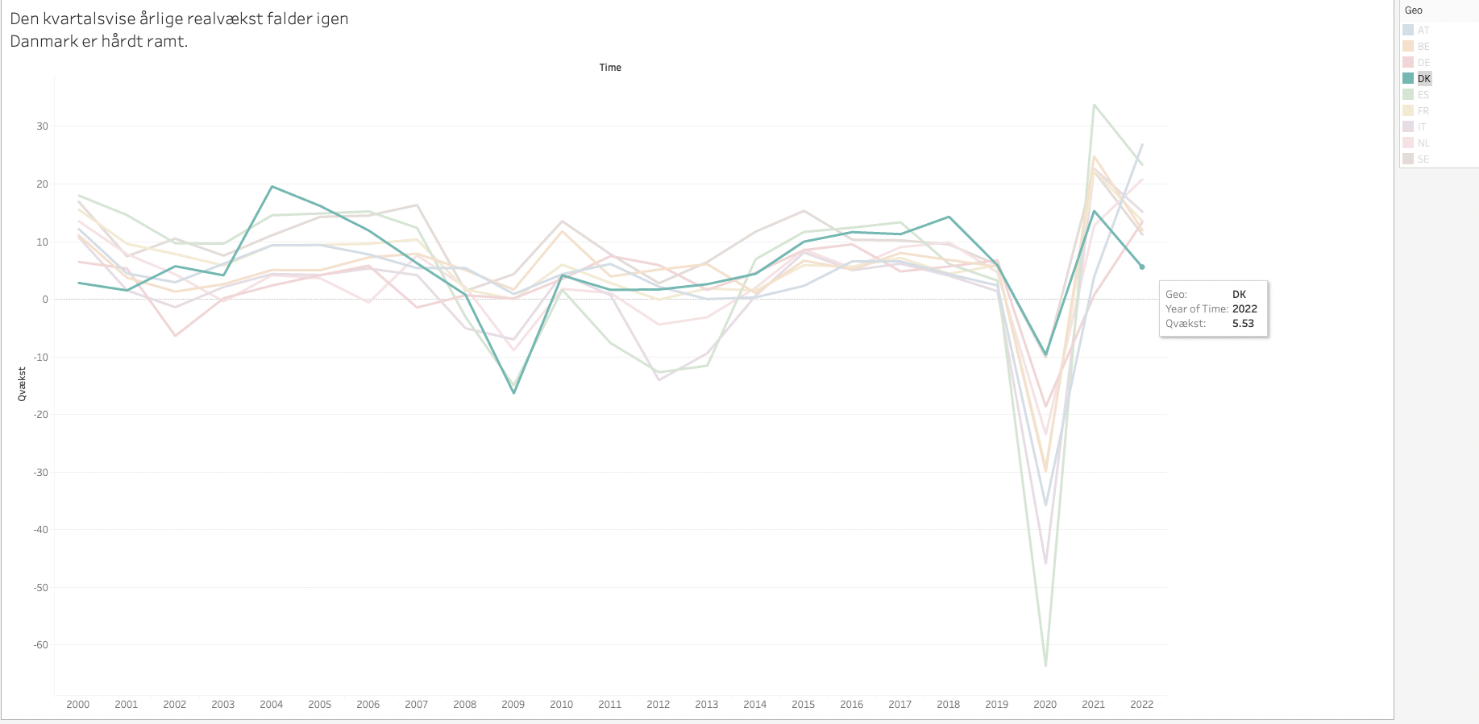 Den kvartalsvise årlige realvækst falder igen
Danmark er hårdt ramt.
Time
Qvækst
30
20
10
0
-10
-20
-30
-40
-50
-60
2000 2001 2002 2003 2004 2005 2006 2007 2008 2009 2010 2011 2012 2013 2014 2015 2016 2017 2018 2019 2020 2021 2022
Geo: DK
Year of Time: 2022
Qvækst: 5.53
Geo
AT
BE
DE
DK
ES
FR
IT
NL
SE